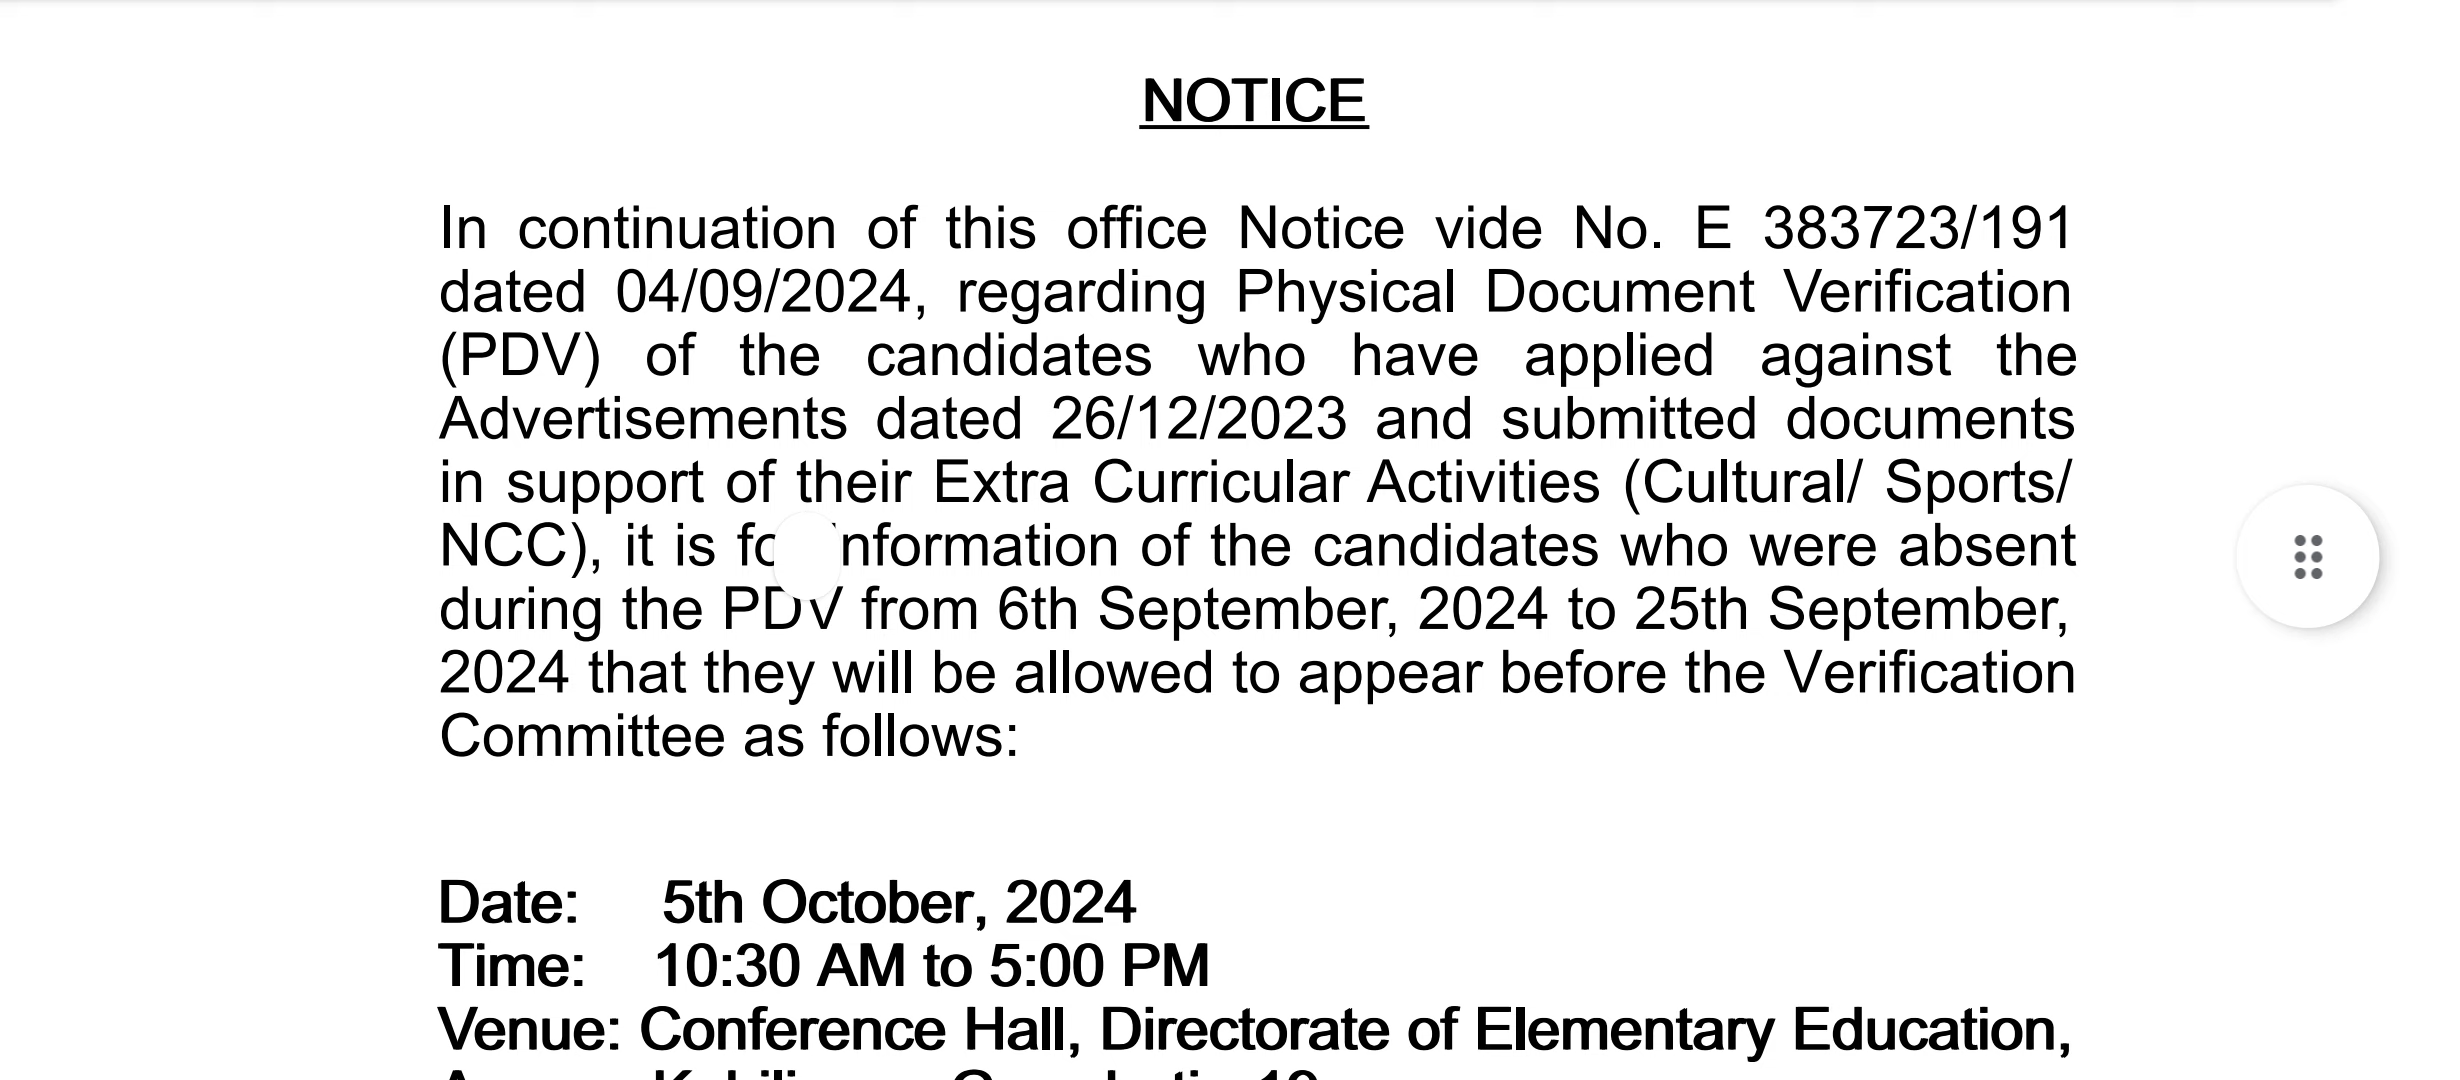 NOTICE
In continuation of this office Notice vide No. E 383723/191
dated 04/09/2024, regarding Physical Document Verification
(PDV) of the candidates who have applied against the
Advertisements dated 26/12/2023 and submitted documents
in support of their Extra Curricular Activities (Cultural/ Sports/
NCC), it is information of the candidates who were absent
during the PDV from 6th September, 2024 to 25th September,
2024 that they will be allowed to appear before the Verification
Committee as follows:
Date: 5th October, 2024
Time: 10:30 AM to 5:00 PM
Venue: Conference Hall, Directorate of Elementary Education,